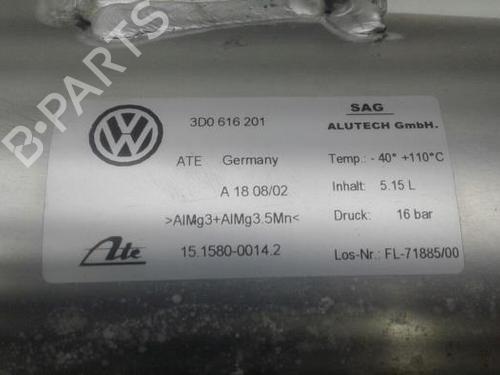 B-PARTS
SAG
3D0 616 201
ALUTECH GmbH.
ATE Germany
Temp.: - 40° +110°C
A 18 08/02
Inhalt: 5.15 L
>AlMg3+AlMg3.5Mn<
Druck: 16 bar
Ate
15.1580-0014.2
Los-Nr.: FL-71885/00